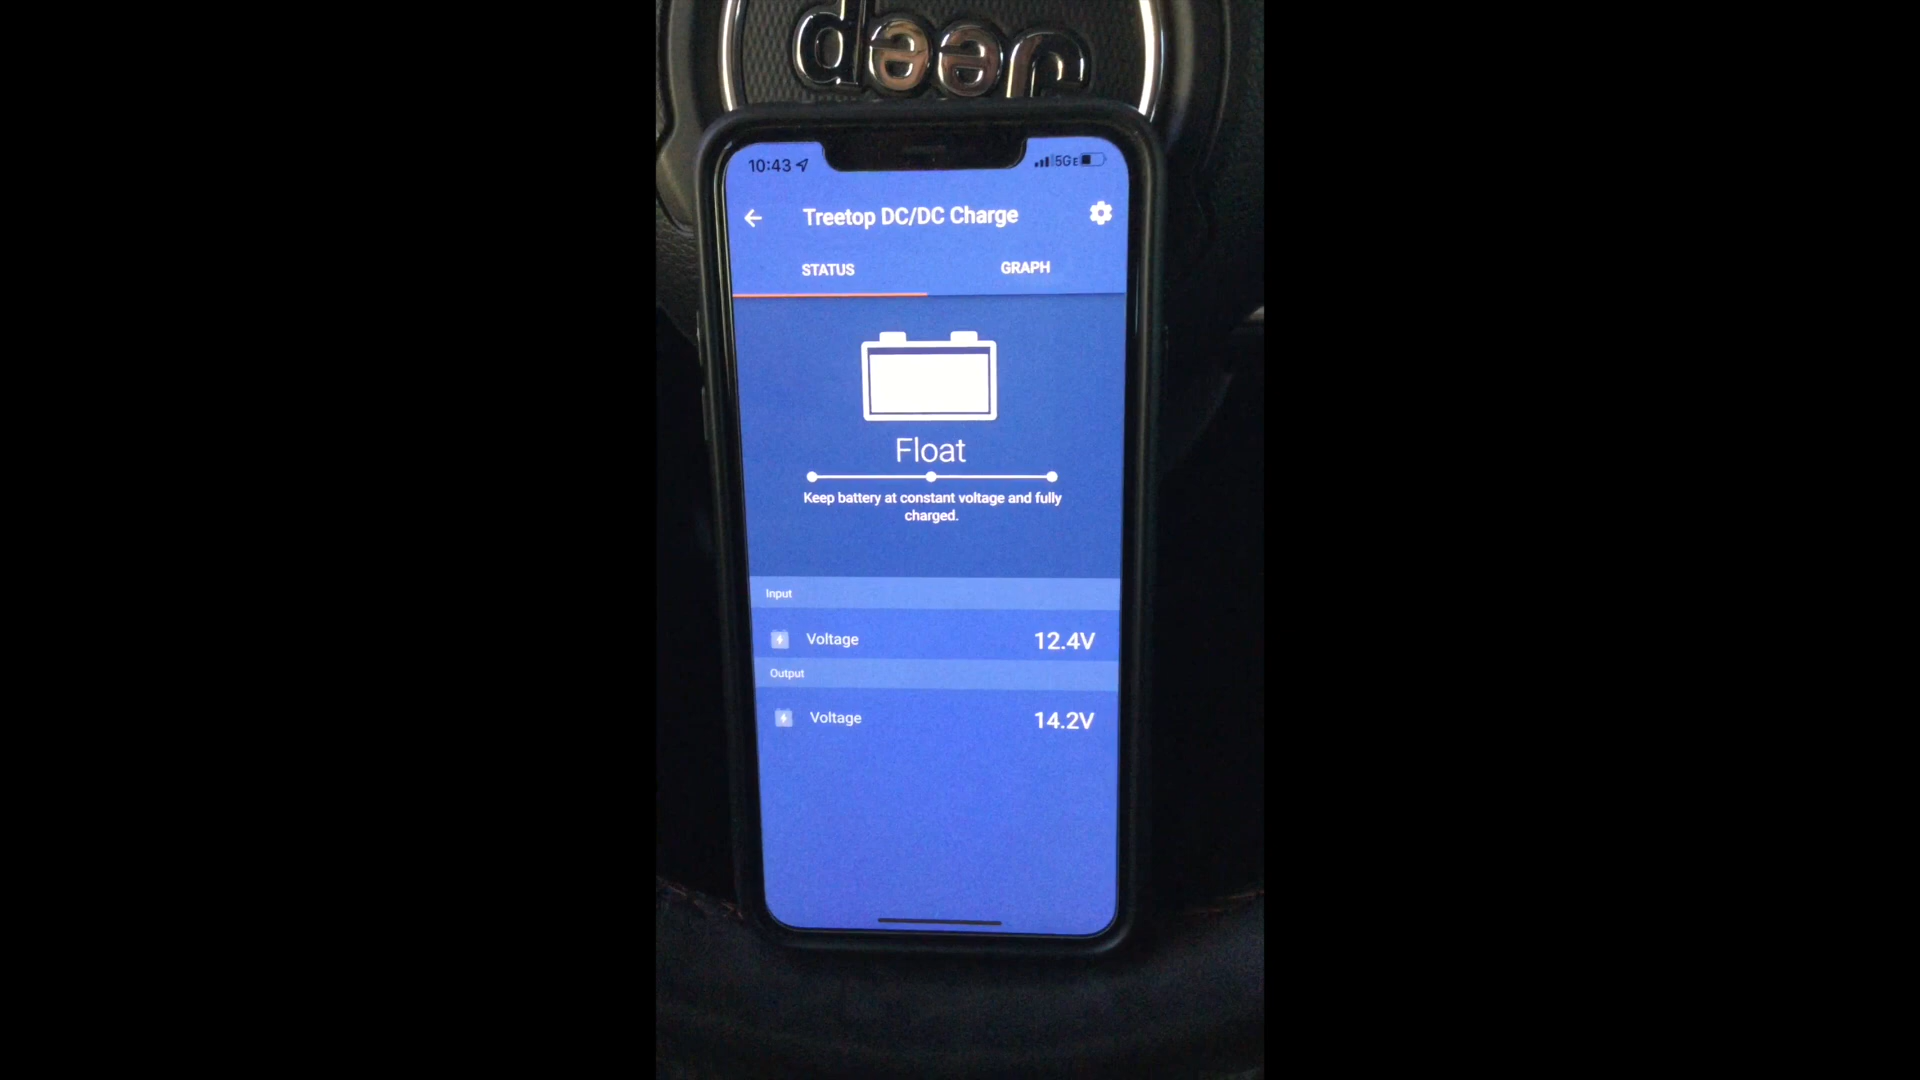 Jeep
10:43
5GE
Treetop DC/DC Charge
STATUS
GRAPH
Float
Keep battery at constant voltage and fully
charged.
Input
Voltage
12.4V
Output
Voltage
14.2V